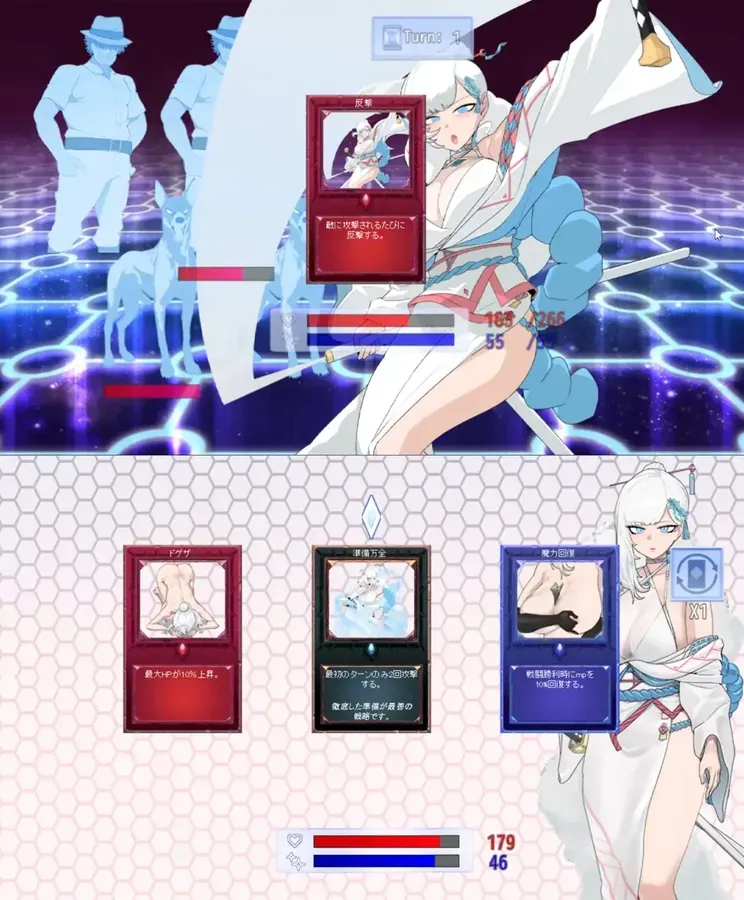 Turn: 1
反撃
敵に攻撃されるたびに
反撃する。
185 /266
55 /55
ドゲザ
最大HPが10%上昇。
準備万全
最初のターンのみ2回攻撃
する。
徹底した準備が最善の
戦略です。
魔力回復
戦闘勝利時にmpを
10%回復する。
X1
179
46